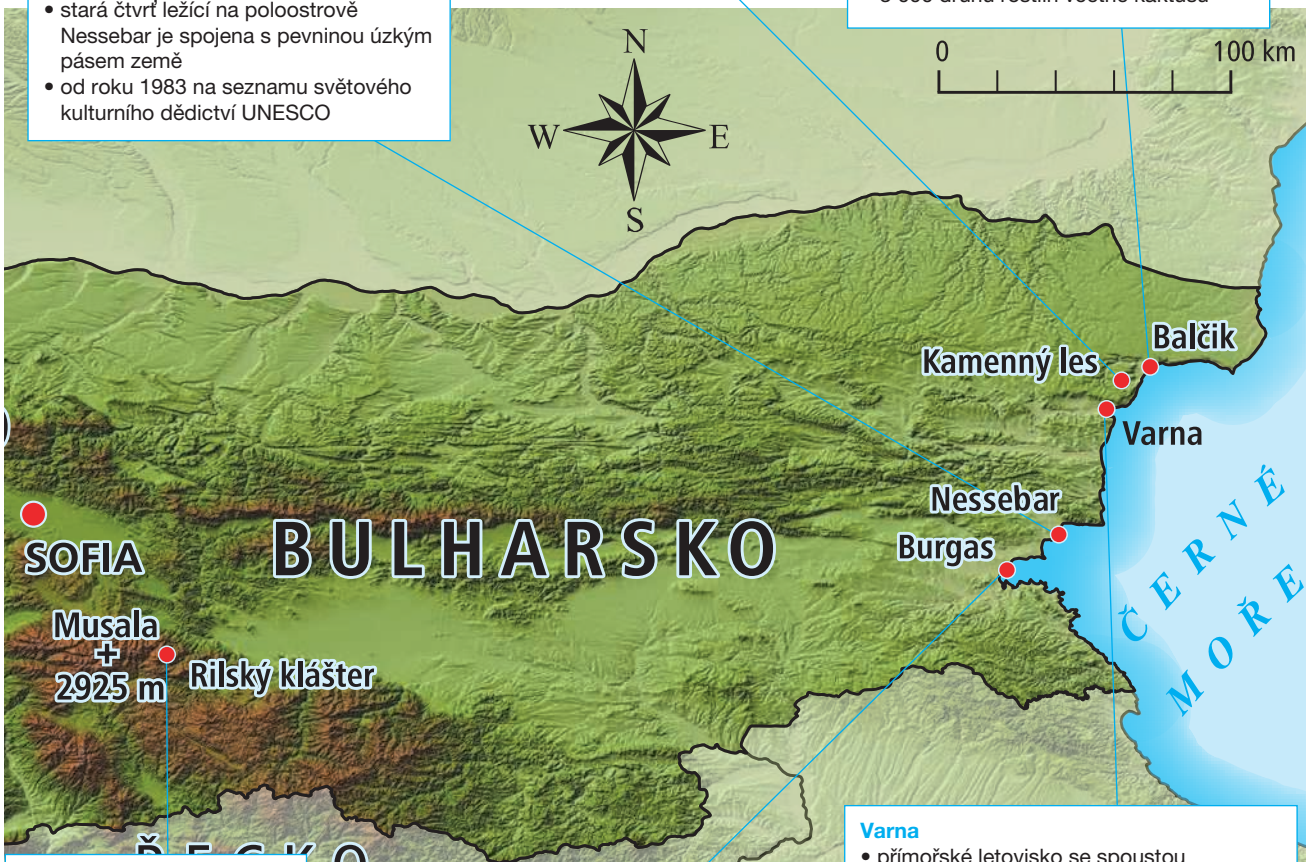 • stará čtvrť ležící na poloostrově
Nessebar je spojena s pevninou úzkým
pásem země
• od roku 1983 na seznamu světového
kulturního dědictví UNESCO
0 100 km
N
W E
S
Balčik
Kamenný les
Varna
Nessebar
Burgas
ČERNÉ
MOŘE
SOFIA
BULHARSKO
Musala
+
2925 m
Rilský klášter
ŘECKO
Varna
• přímořské letovisko se spoustou